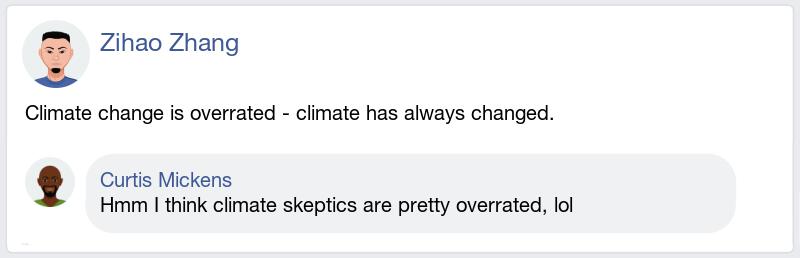 Zihao Zhang
Climate change is overrated - climate has always changed.
Curtis Mickens
Hmm I think climate skeptics are pretty overrated, lol